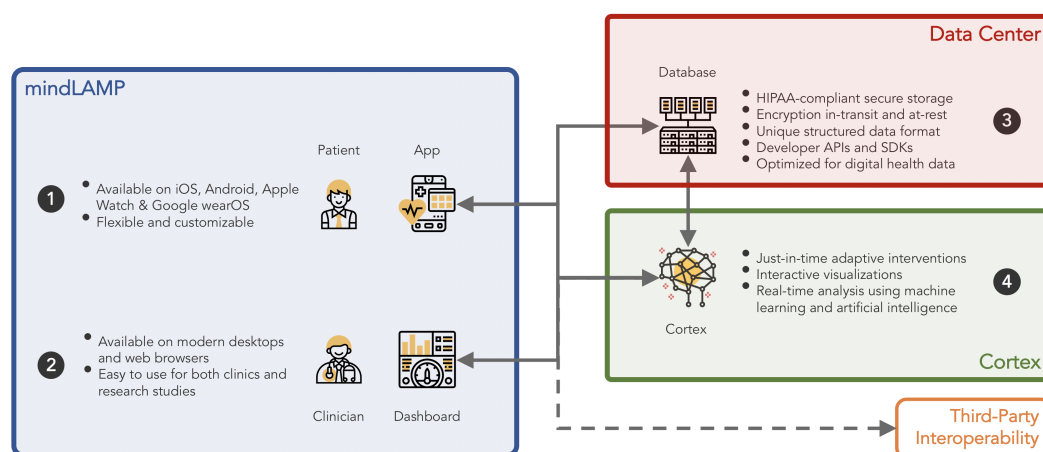 mindLAMP
Patient
App
1
• Available on iOS, Android, Apple
Watch & Google wearOS
• Flexible and customizable
2
• Available on modern desktops
and web browsers
• Easy to use for both clinics and
research studies
Clinician
Dashboard
Data Center
Database
• HIPAA-compliant secure storage
• Encryption in-transit and at-rest
• Unique structured data format
• Developer APIs and SDKs
• Optimized for digital health data
3
• Just-in-time adaptive interventions
• Interactive visualizations
• Real-time analysis using machine
learning and artificial intelligence
4
Cortex
Cortex
Third-Party
Interoperability